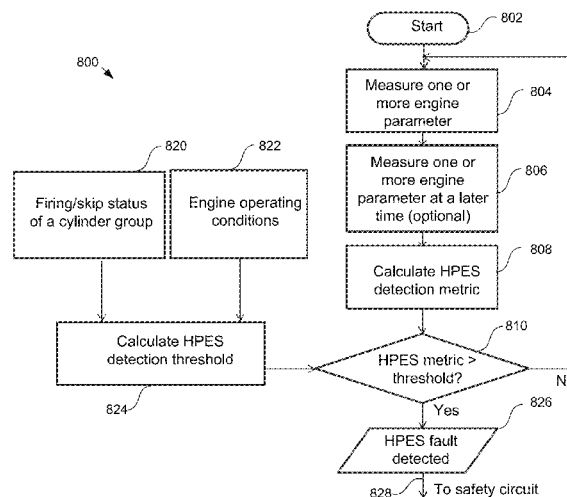 Start
802
800
Measure one
or more engine
parameter
804
820
822
Measure one or
more engine
parameter at a later
time (optional)
806
Firing/skip status
of a cylinder group
Engine operating
conditions
808
Calculate HPES
detection metric
810
Calculate HPES
detection threshold
HPES metric >
threshold?
N
824
Yes
826
HPES fault
detected
828
To safety circuit